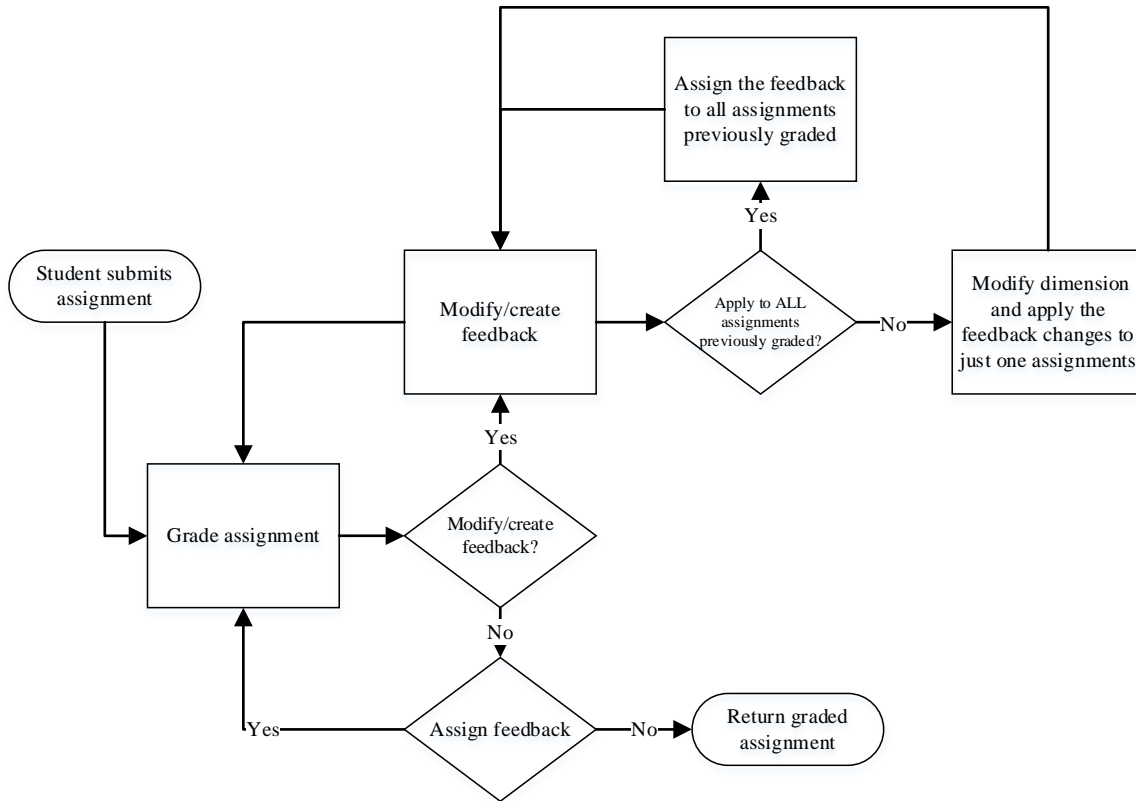 Assign the feedback
to all assignments
previously graded
Yes
Student submits
assignment
Modify/create
feedback
Apply to ALL
assignments
previously graded?
No
Modify dimension
and apply the
feedback changes to
just one assignments
Yes
Grade assignment
Modify/create
feedback?
No
Yes
Assign feedback
No
Return graded
assignment